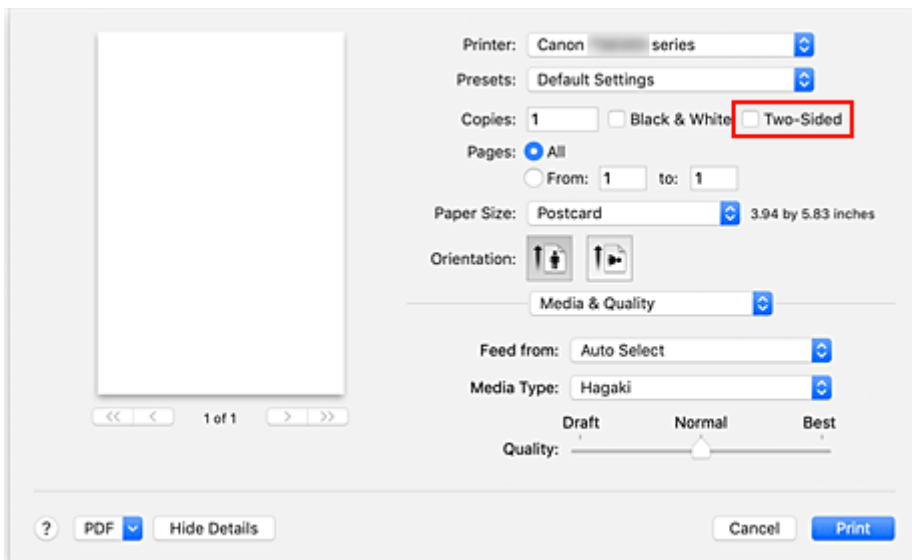 Printer: Canon series
Presets: Default Settings
Copies: 1 Black & White Two-Sided
Pages: All
From: 1 to: 1
Paper Size: Postcard 3.94 by 5.83 inches
Orientation:
Media & Quality
Feed from: Auto Select
Media Type: Hagaki
Draft Normal Best
Quality:
<< < 1 of 1 > >>
? PDF Hide Details Cancel Print